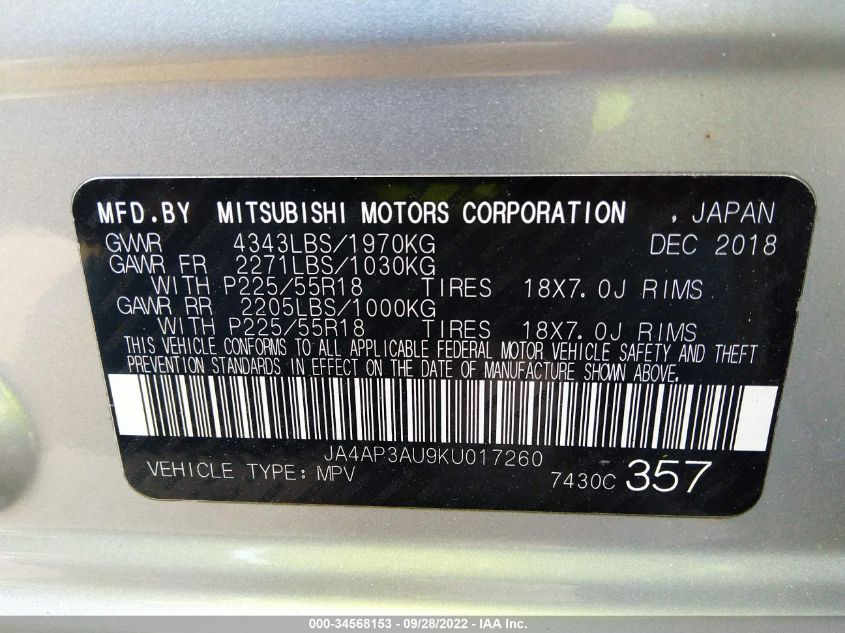 MFD.BY MITSUBISHI MOTORS CORPORATION , JAPAN
GVWR 4343LBS/1970KG DEC 2018
GAWR FR 2271LBS/1030KG
WITH P225/55R18 TIRES 18X7.0J RIMS
GAWR RR 2205LBS/1000KG
WITH P225/55R18 TIRES 18X7.0J RIMS
THIS VEHICLE CONFORMS TO ALL APPLICABLE FEDERAL MOTOR VEHICLE SAFETY AND THEFT
PREVENTION STANDARDS IN EFFECT ON THE DATE OF MANUFACTURE SHOWN ABOVE.
JA4AP3AU9KU017260
VEHICLE TYPE: MPV 7430C 357
000-34568153 - 09/28/2022 - IAA Inc.